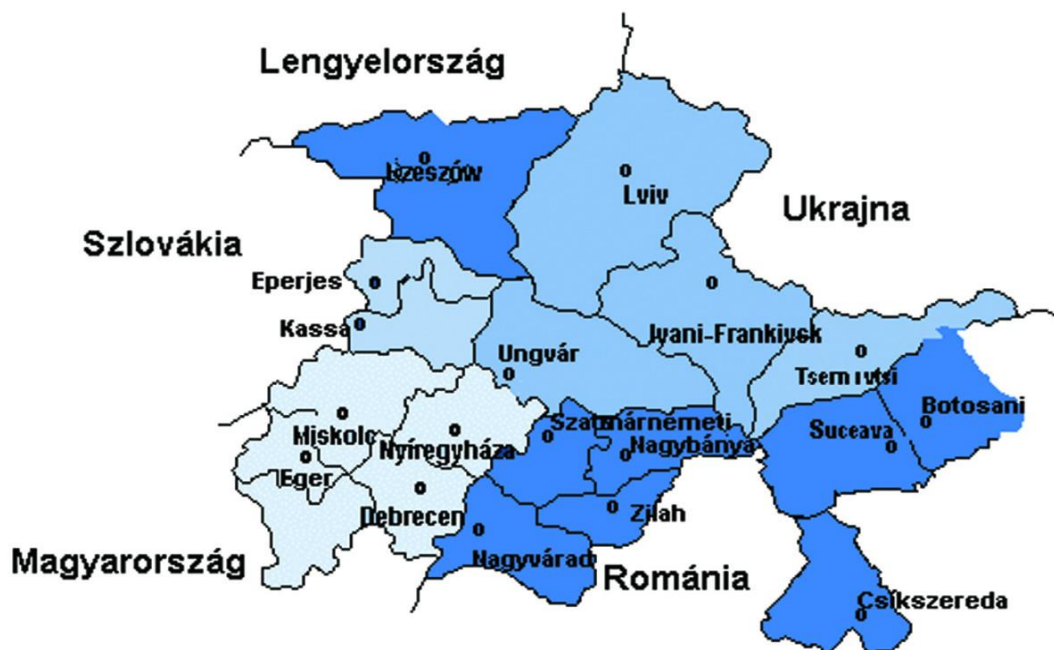 Lengyelország
Rzeszów
Lviv
Ukrajna
Szlovákia
Eperjes
Kassa
Ivani-Frankivsk
Ungvár
Tsernivtsi
Botosani
Szatmárnémeti
Suceava
Miskolc
Nyíregyháza
Nagybánya
Eger
Debrecen
Zilah
Magyarország
Nagyvárad
Románia
Csíkszereda